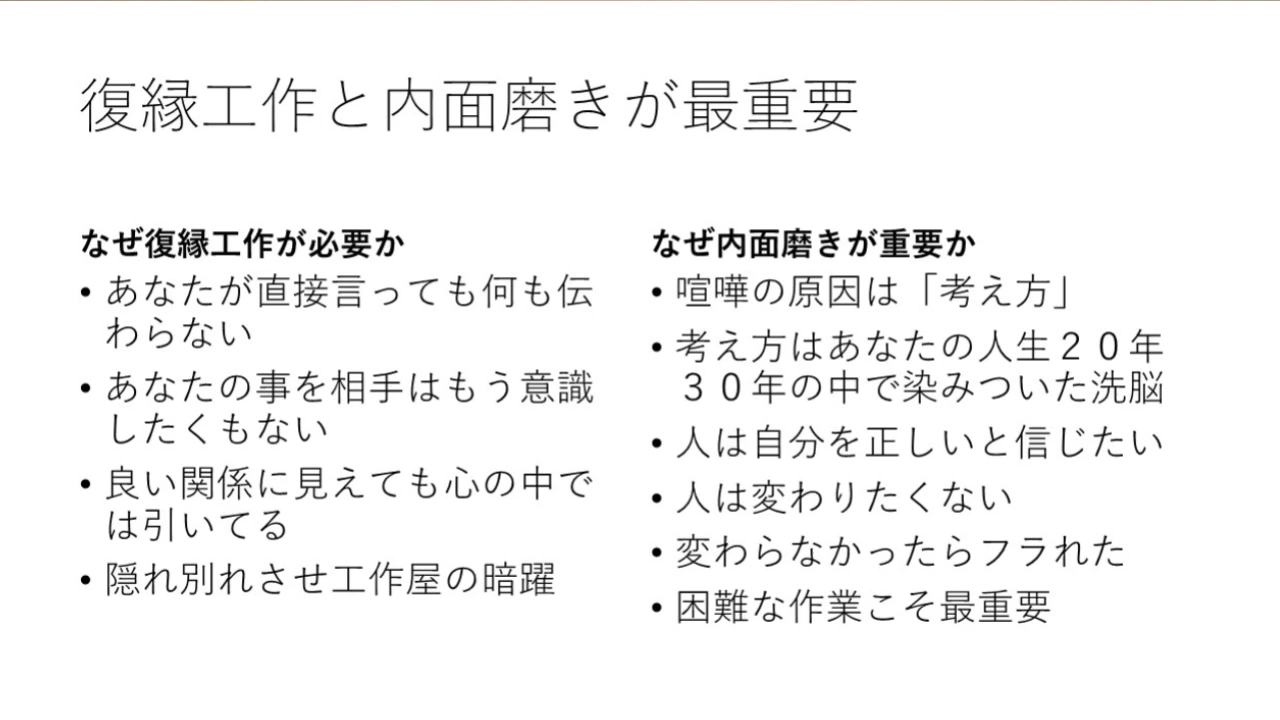 復縁工作と内面磨きが最重要
なぜ復縁工作が必要か
• あなたが直接言っても何も伝
わらない
• あなたの事を相手はもう意識
したくもない
• 良い関係に見えても心の中で
は引いてる
• 隠れ別れさせ工作屋の暗躍
なぜ内面磨きが重要か
• 喧嘩の原因は「考え方」
• 考え方はあなたの人生２０年
３０年の中で染みついた洗脳
• 人は自分を正しいと信じたい
• 人は変わりたくない
• 変わらなかったらフラれた
• 困難な作業こそ最重要